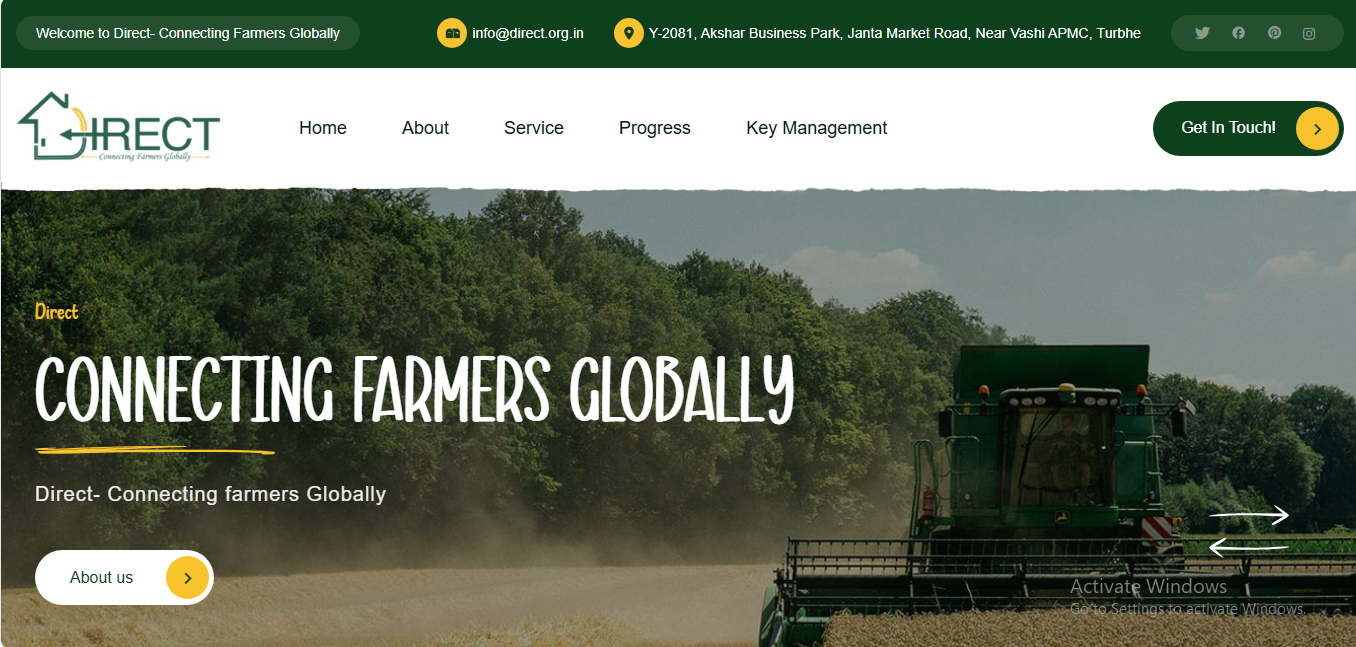 Welcome to Direct- Connecting Farmers Globally
info@direct.org.in
Y-2081, Akshar Business Park, Janta Market Road, Near Vashi APMC, Turbhe
DIRECT
Connecting Farmers Globally
Home
About
Service
Progress
Key Management
Get In Touch!
Direct
CONNECTING FARMERS GLOBALLY
Direct- Connecting farmers Globally
About us
Activate Windows
Go to Settings to activate Windows.